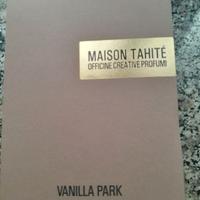 MAISON TAHITÉ
OFFICINE CREATIVE PROFUMI
VANILLA PARK